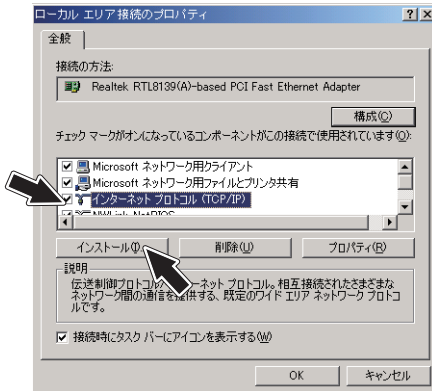 ローカル エリア接続のプロパティ
全般
接続の方法:
Realtek RTL8139(A)-based PCI Fast Ethernet Adapter
構成(C)
チェック マークがオンになっているコンポーネントがこの接続で使用されています(O):
Microsoft ネットワーク用クライアント
Microsoft ネットワーク用ファイルとプリンタ共有
インターネット プロトコル (TCP/IP)
インストール(I)...
削除(U)
プロパティ(R)
説明
伝送制御プロトコル ーネット プロトコル。相互接続されたさまざまな
ネットワーク間の通信を提供する、既定のワイド エリア ネットワーク プロトコ
ルです。
接続時にタスク バーにアイコンを表示する(W)
OK
キャンセル